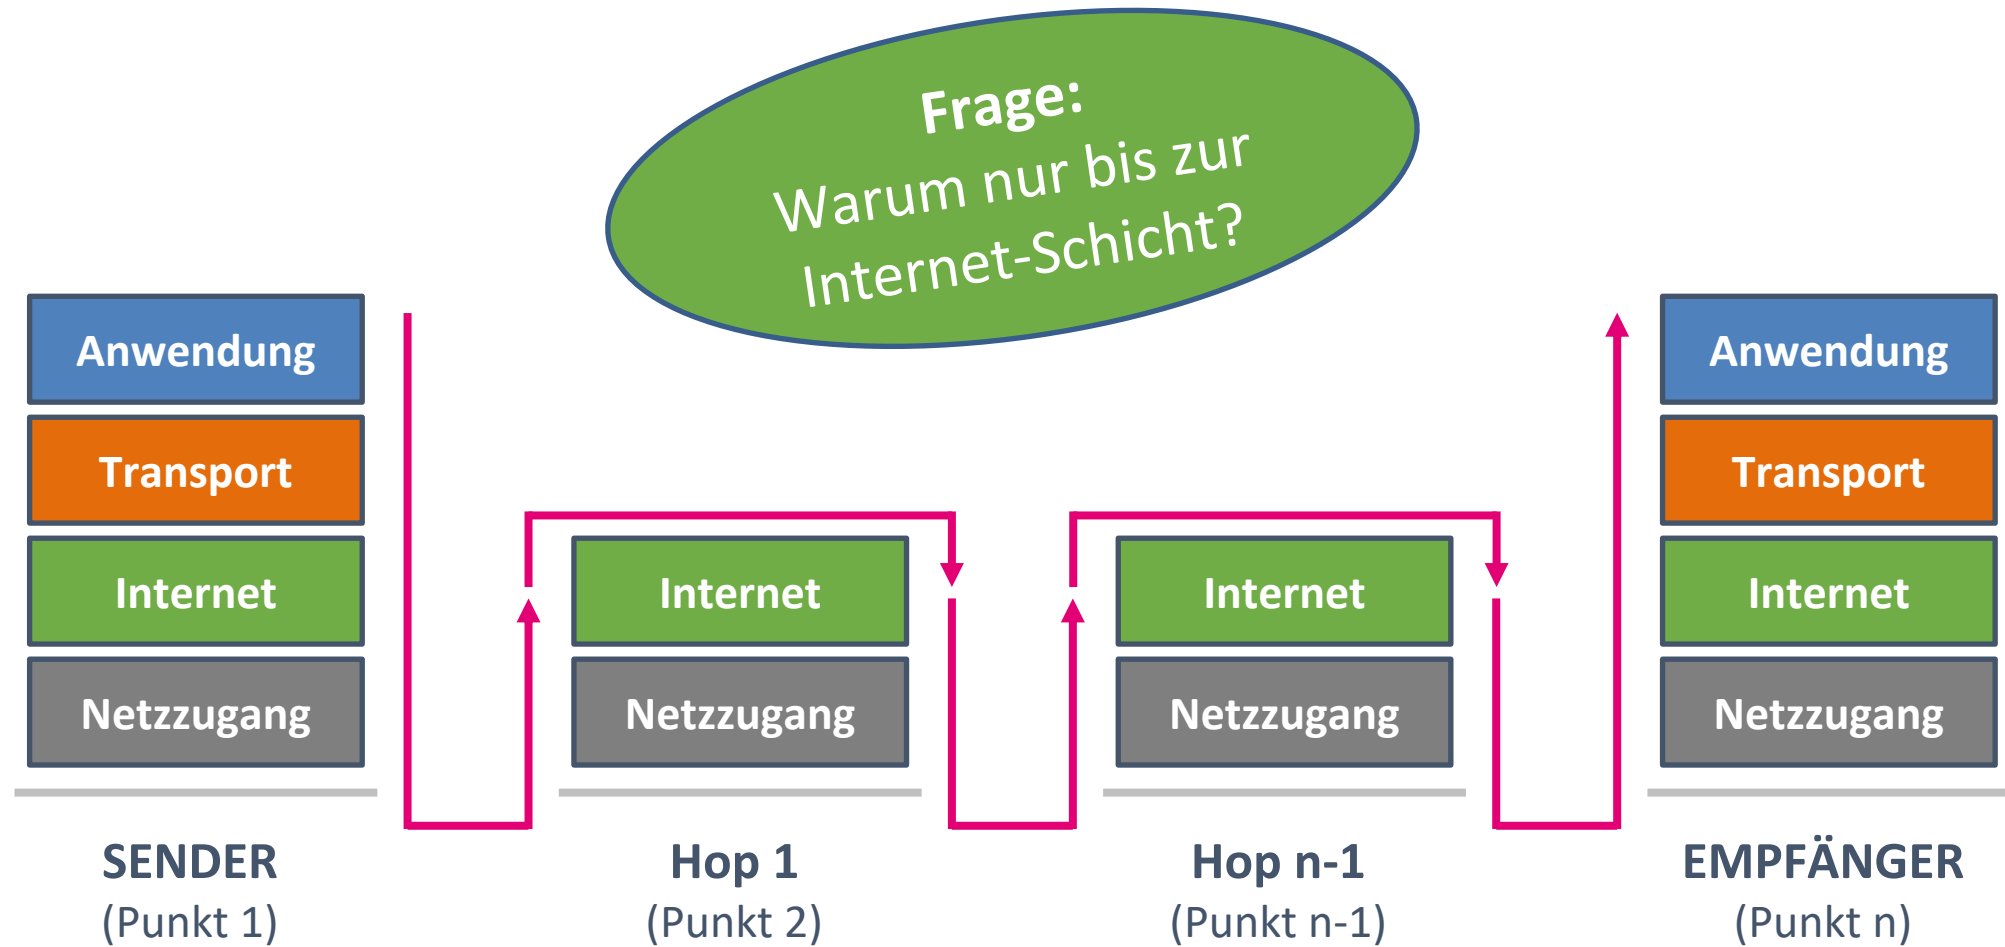 Frage:
Warum nur bis zur
Internet-Schicht?
Anwendung
Transport
Internet
Netzzugang
SENDER
(Punkt 1)
Internet
Netzzugang
Hop 1
(Punkt 2)
Internet
Netzzugang
Hop n-1
(Punkt n-1)
Anwendung
Transport
Internet
Netzzugang
EMPFÄNGER
(Punkt n)